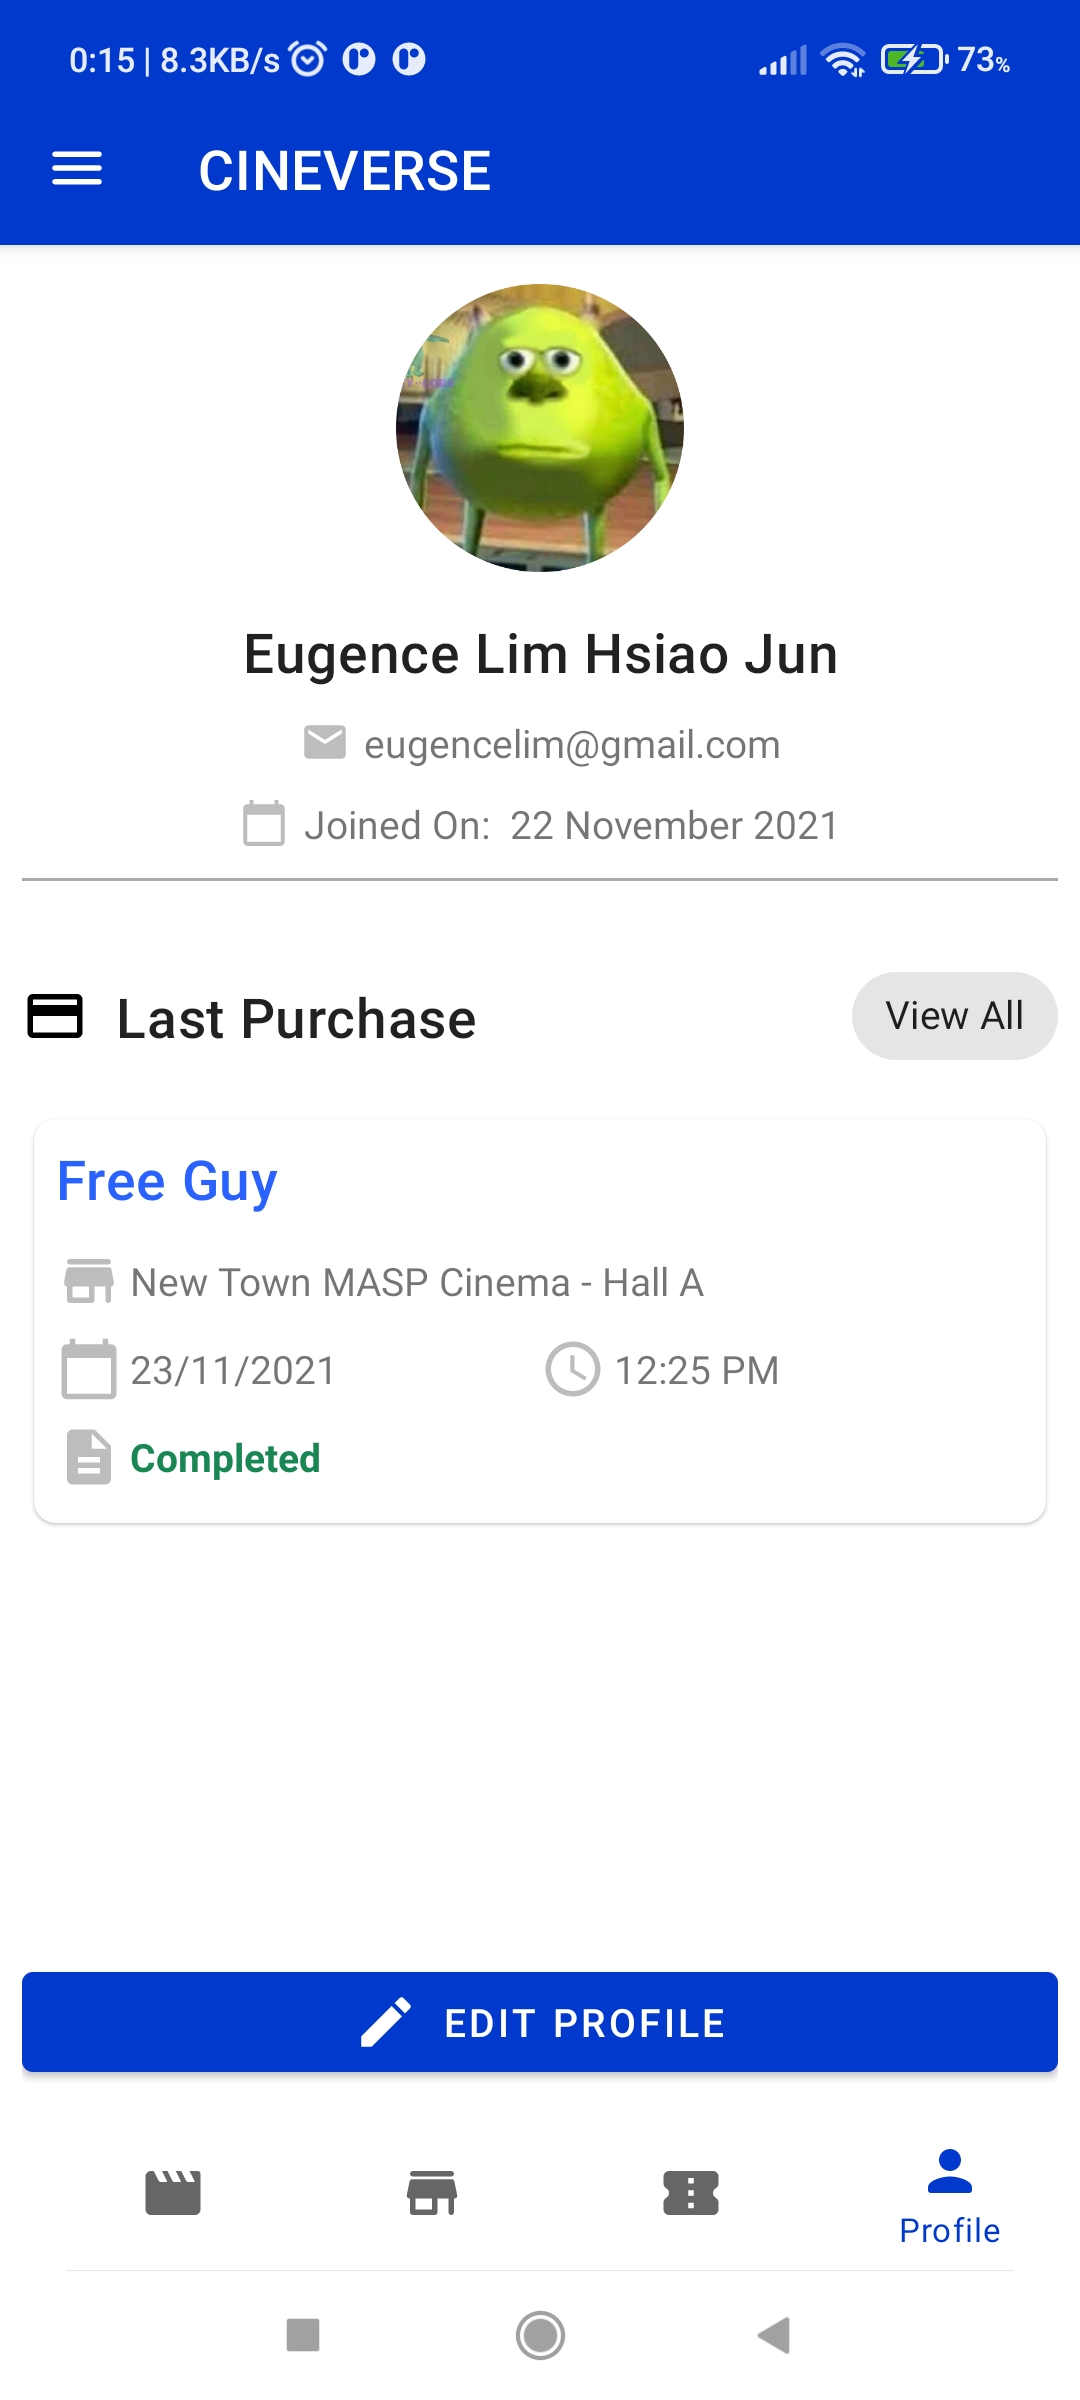 0:15 | 8.3KB/s 73%
CINEVERSE
Eugence Lim Hsiao Jun
eugencelim@gmail.com
Joined On: 22 November 2021
Last Purchase
View All
Free Guy
New Town MASP Cinema - Hall A
23/11/2021
12:25 PM
Completed
EDIT PROFILE
Profile